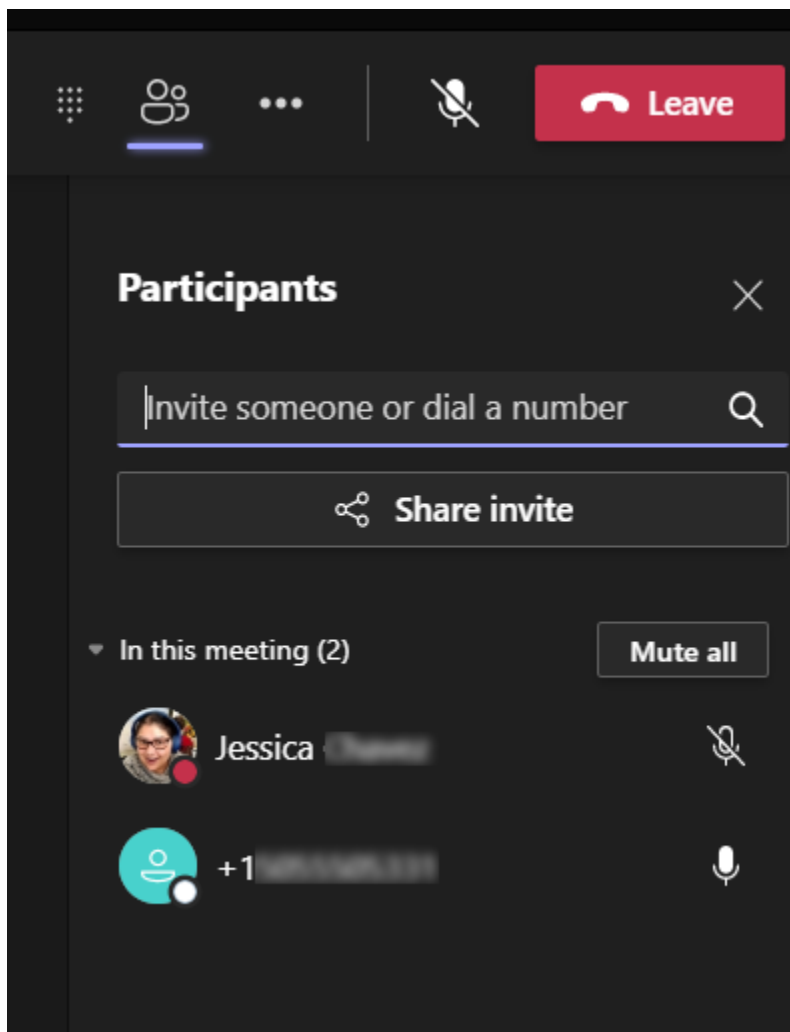 Leave
Participants
Invite someone or dial a number
Share invite
In this meeting (2)
Mute all
Jessica
+1